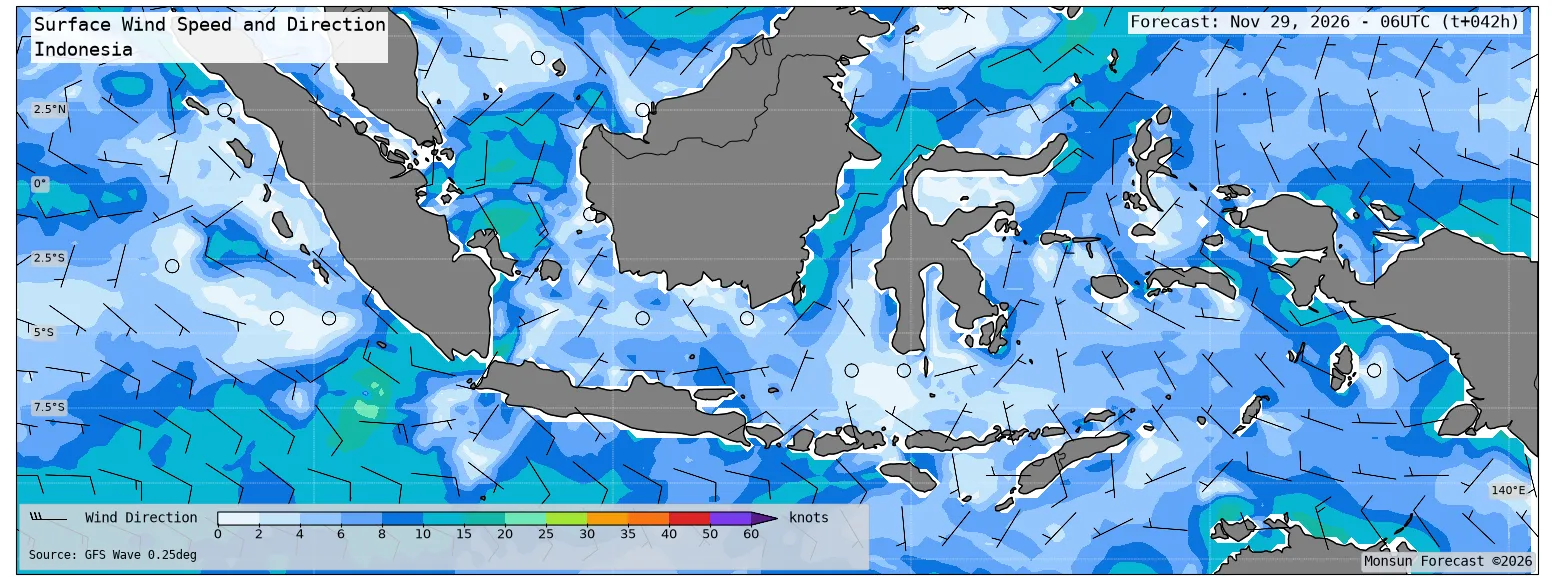 Surface Wind Speed and Direction
Indonesia
Forecast: Nov 29, 2026 - 06UTC (t+042h)
2.5°N
0°
2.5°S
5°S
7.5°S
140°E
Wind Direction
0 2 4 6 8 10 15 20 25 30 35 40 50 60
knots
Source: GFS Wave 0.25deg
Monsun Forecast ©2026